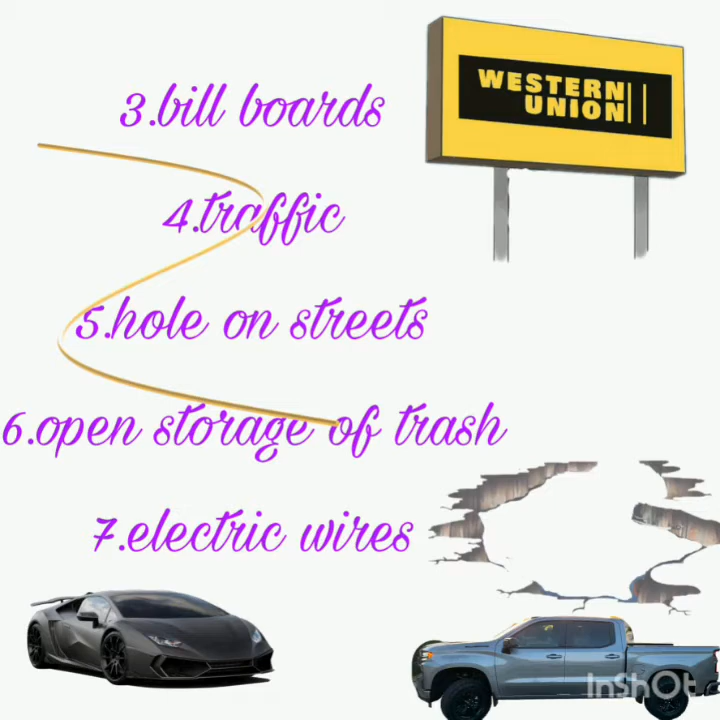 3.bill boards
WESTERN
UNION||
4.traffic
5.hole on streets
6.open storage of trash
7.electric wires
InShOt